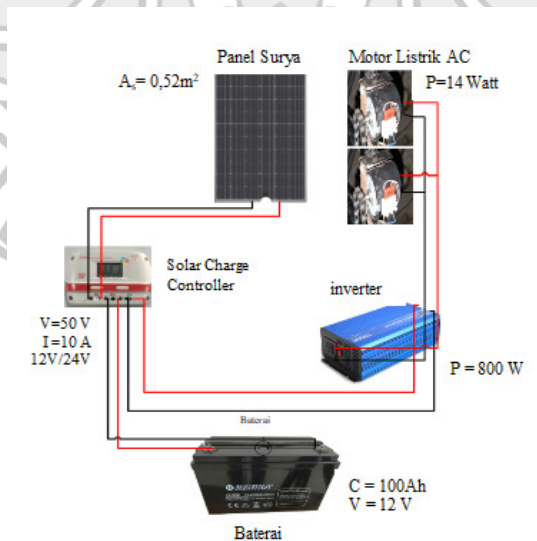 Panel Surya
Motor Listrik AC
Aₛ= 0,52m²
P=14 Watt
Solar Charge
Controller
inverter
V=50 V
I=10 A
12V/24V
P = 800 W
Baterai
C = 100Ah
V = 12 V
Baterai